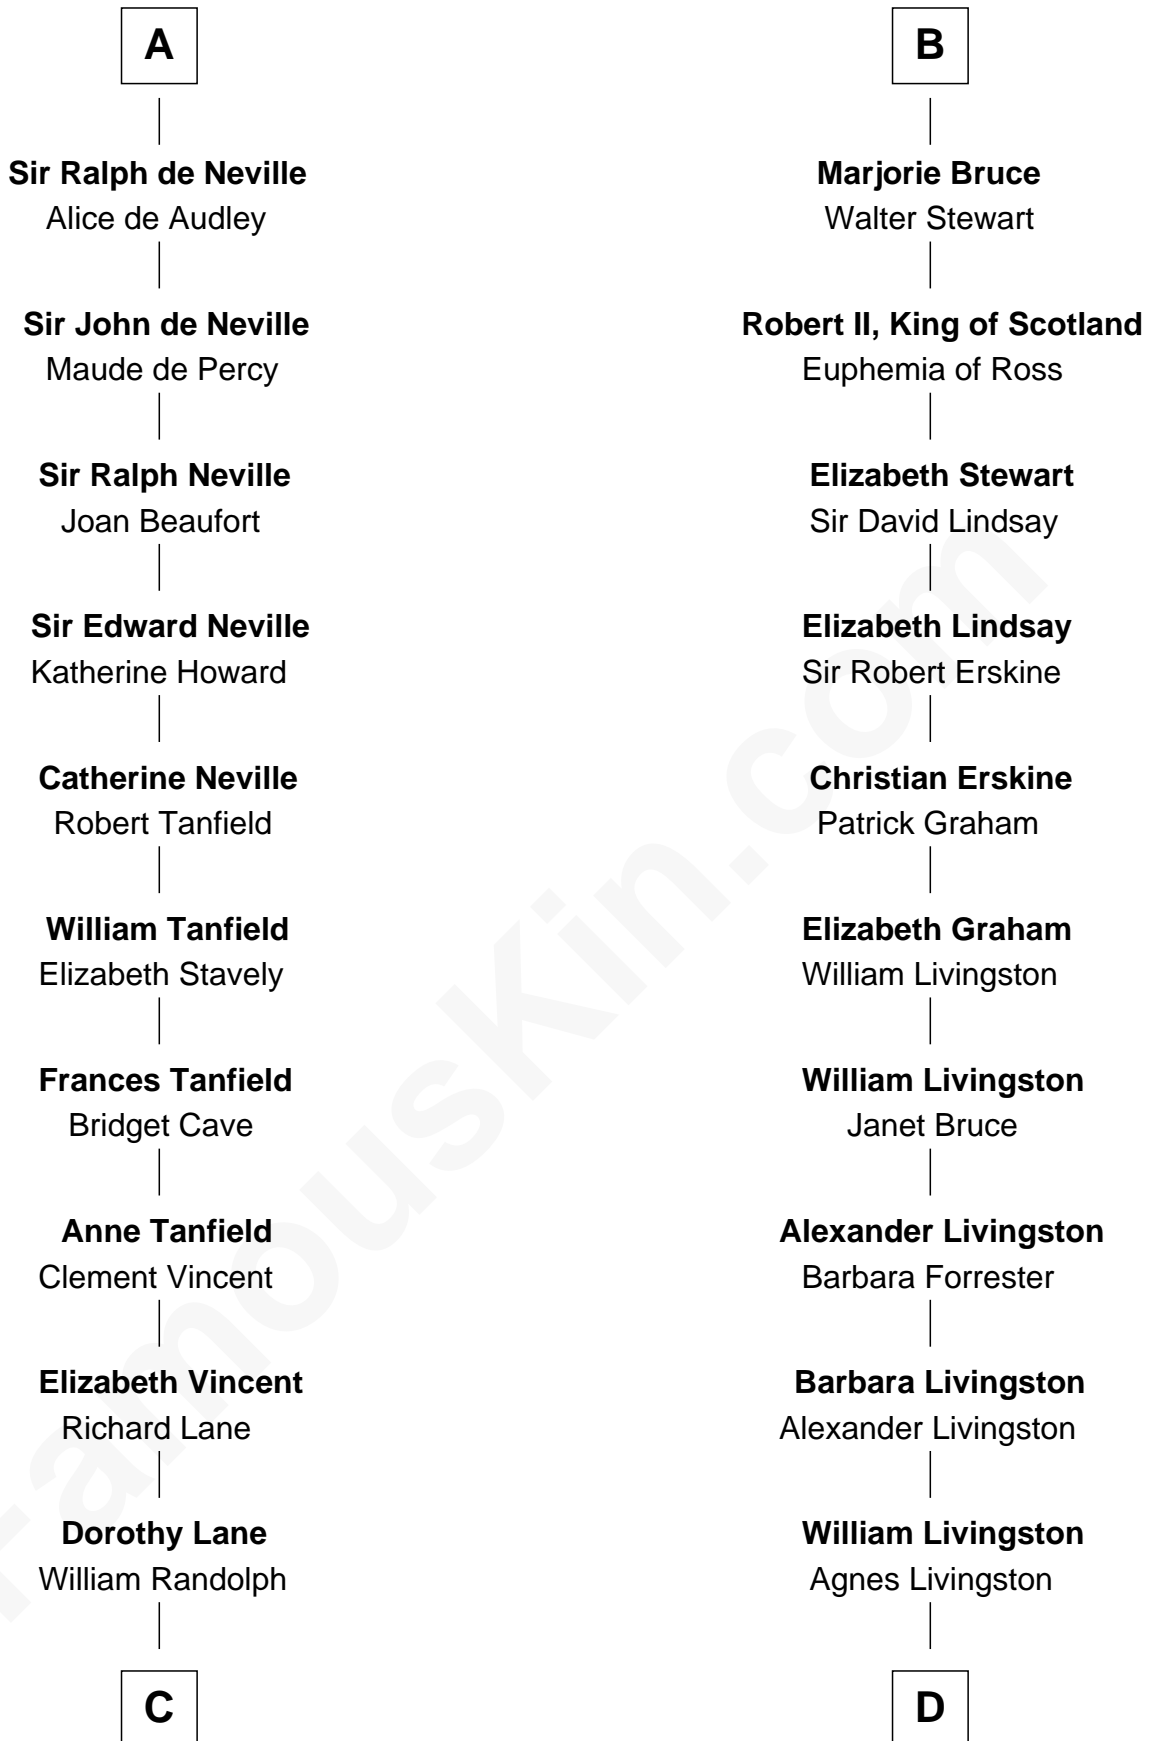 A
Sir Ralph de Neville
Alice de Audley
Sir John de Neville
Maude de Percy
Sir Ralph Neville
Joan Beaufort
Sir Edward Neville
Katherine Howard
Catherine Neville
Robert Tanfield
William Tanfield
Elizabeth Stavely
Frances Tanfield
Bridget Cave
Anne Tanfield
Clement Vincent
Elizabeth Vincent
Richard Lane
Dorothy Lane
William Randolph
C
B
Marjorie Bruce
Walter Stewart
Robert II, King of Scotland
Euphemia of Ross
Elizabeth Stewart
Sir David Lindsay
Elizabeth Lindsay
Sir Robert Erskine
Christian Erskine
Patrick Graham
Elizabeth Graham
William Livingston
William Livingston
Janet Bruce
Alexander Livingston
Barbara Forrester
Barbara Livingston
Alexander Livingston
William Livingston
Agnes Livingston
D
FamousKin.com